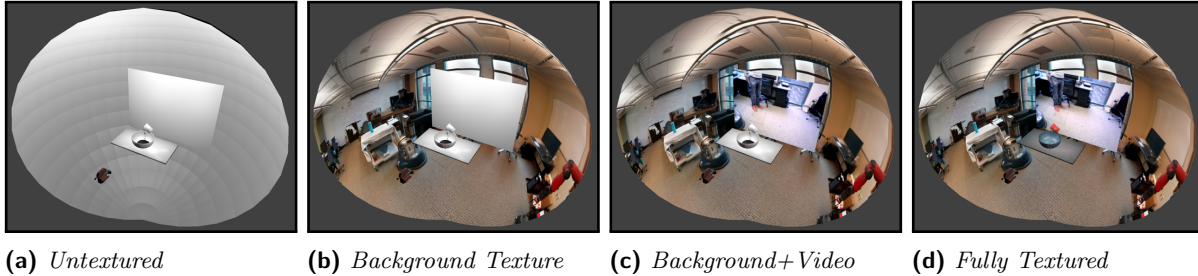 (a) Untextured
(b) Background Texture
(c) Background+Video
(d) Fully Textured